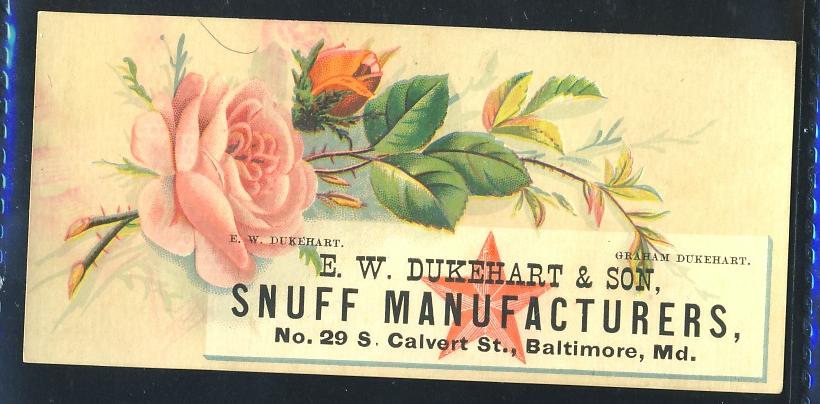 E. W. DUKEHART.
GRAHAM DUKEHART.
E. W. DUKEHART & SON,
SNUFF MANUFACTURERS,
No. 29 S. Calvert St., Baltimore, Md.